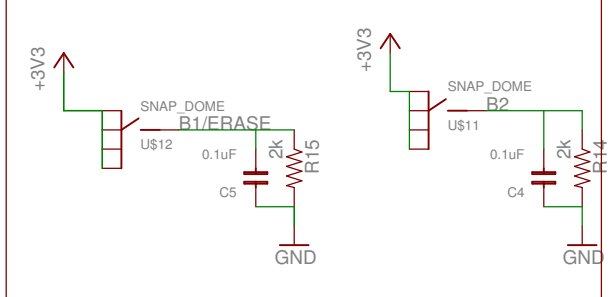 +3V3
SNAP_DOME
B1/ERASE
U$12
0.1uF
2k
R15
C5
GND
+3V3
SNAP_DOME
B2
U$11
0.1uF
2k
R14
C4
GND